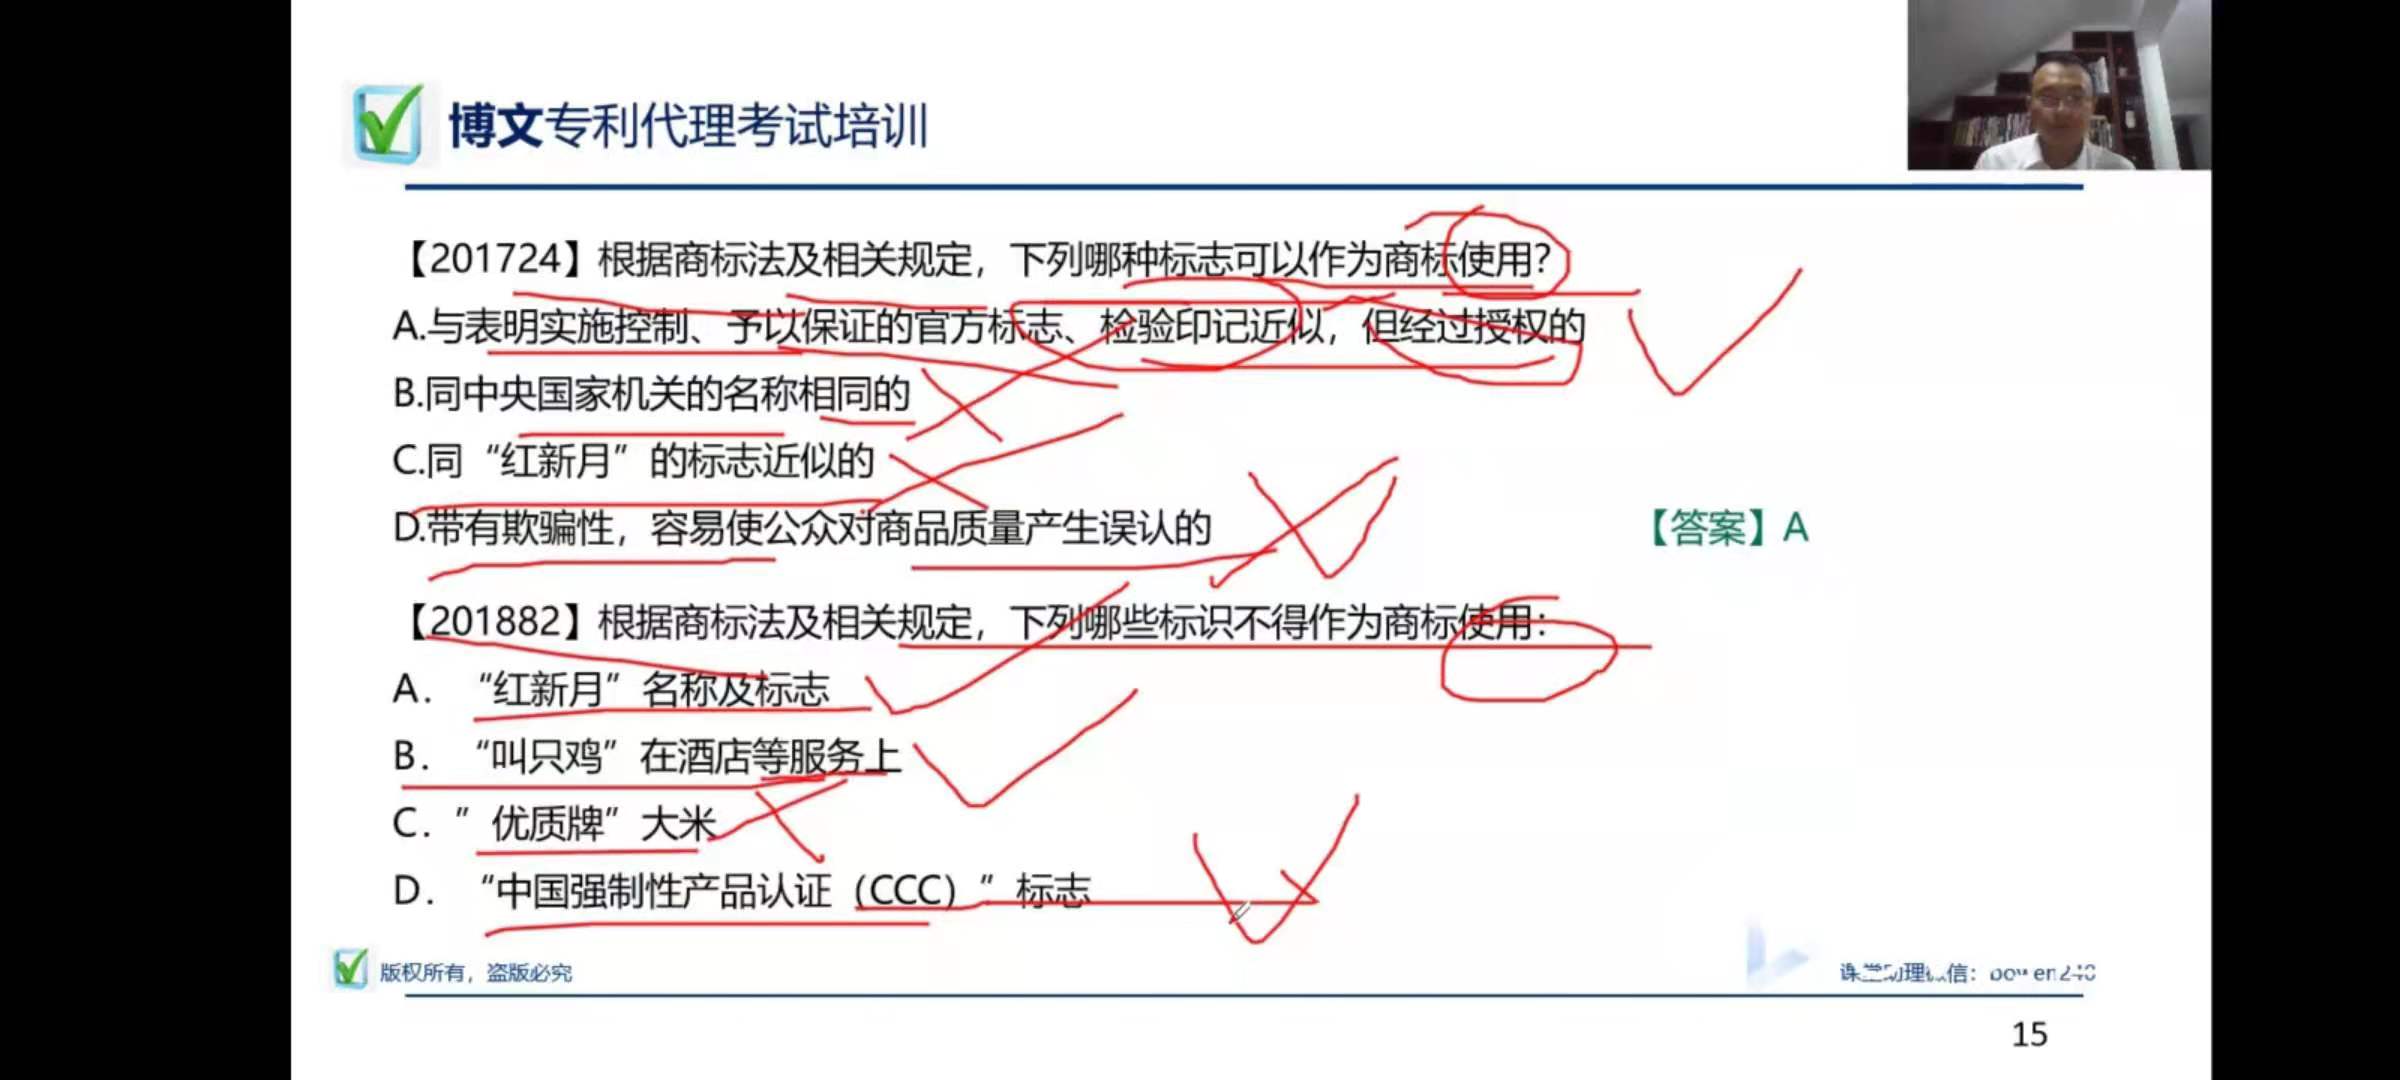 博文专利代理考试培训
【201724】根据商标法及相关规定，下列哪种标志可以作为商标使用？
A.与表明实施控制、予以保证的官方标志、检验印记近似，但经过授权的
B.同中央国家机关的名称相同的
C.同“红新月”的标志近似的
D.带有欺骗性，容易使公众对商品质量产生误认的
【答案】A
【201882】根据商标法及相关规定，下列哪些标识不得作为商标使用：
A. “红新月”名称及标志
B. “叫只鸡”在酒店等服务上
C. ”优质牌”大米
D. “中国强制性产品认证（CCC）”标志
版权所有，盗版必究
信：
15